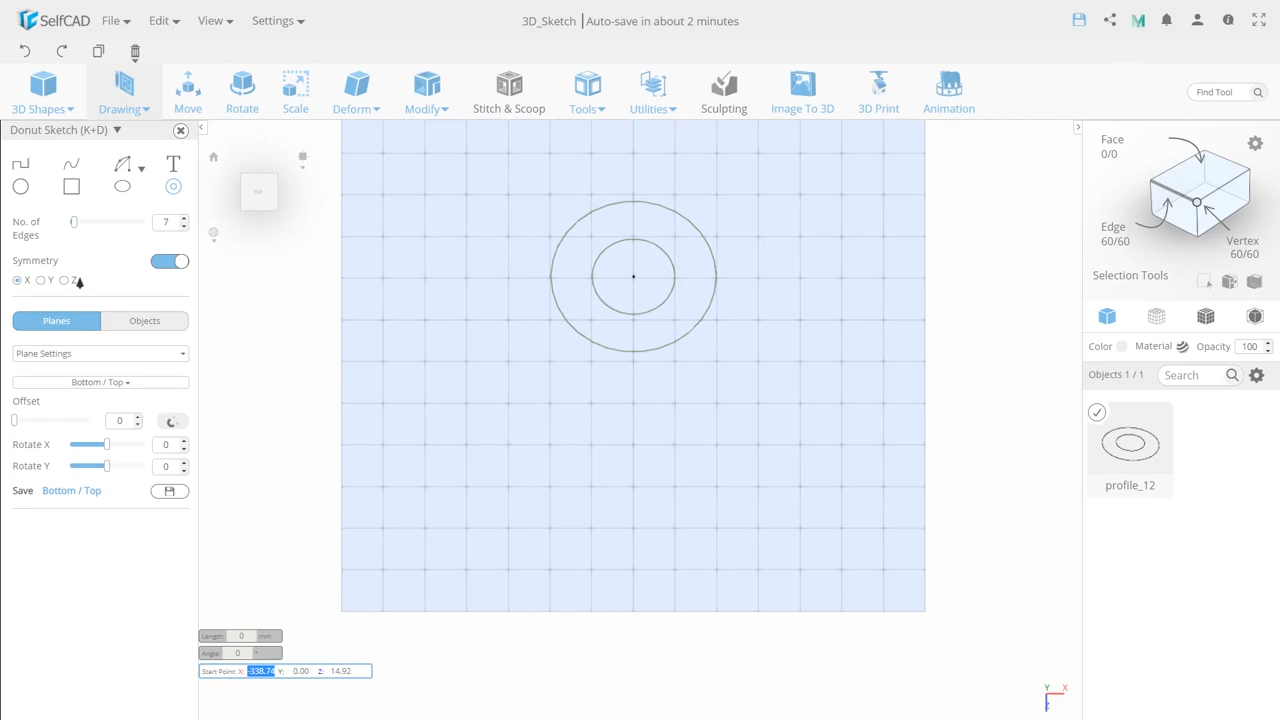 SelfCAD File Edit View Settings 3D_Sketch | Auto-save in about 2 minutes
3D Shapes Drawing Move Rotate Scale Deform Modify Stitch & Scoop Tools Utilities Sculpting Image To 3D 3D Print Animation Find Tool
Donut Sketch (K+D)
T
No. of Edges 7
Symmetry
X Y Z
Planes Objects
Plane Settings
Bottom / Top
Offset
0
Rotate X 0
Rotate Y 0
Save Bottom / Top
TOP
Length: 0 mm
Angle: 0 °
Start Point: X: -338.74 Y: 0.00 Z: 14.92
Y X
Z
Face
0/0
Edge
60/60
Vertex
60/60
Selection Tools
Color Material Opacity 100
Objects 1 / 1 Search
profile_12